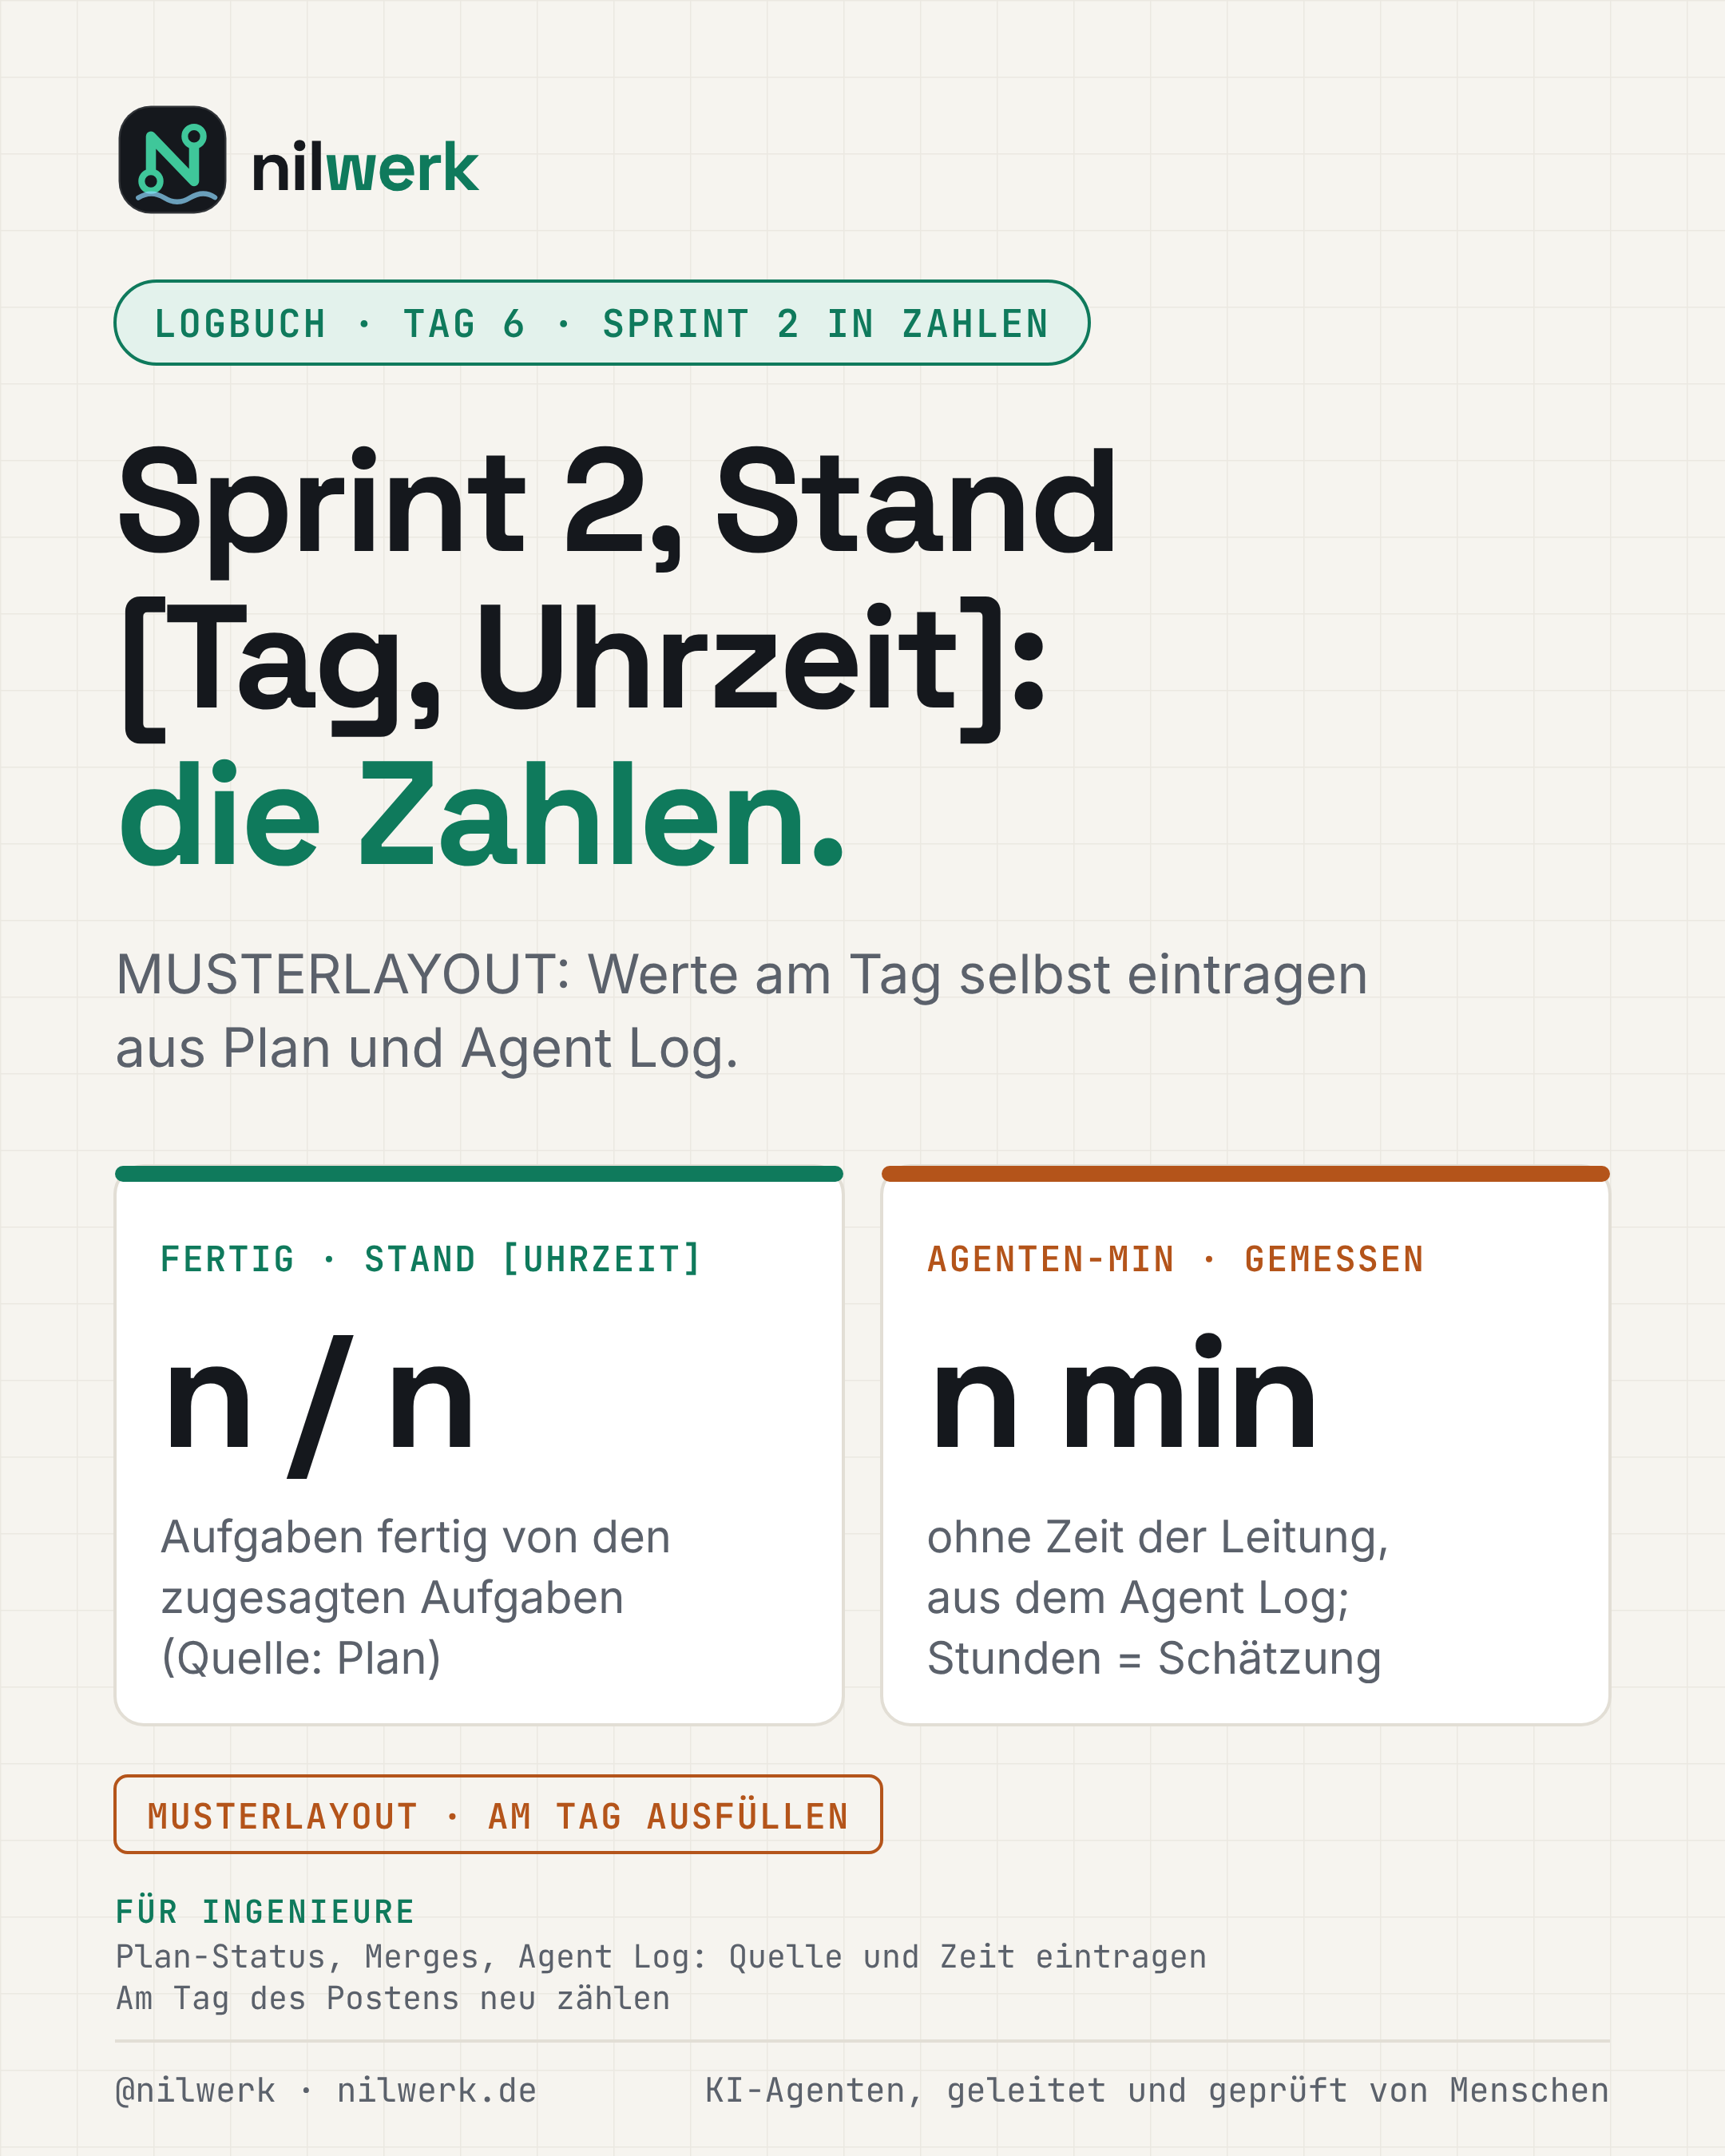 nilwerk
LOGBUCH · TAG 6 · SPRINT 2 IN ZAHLEN
Sprint 2, Stand
[Tag, Uhrzeit]:
die Zahlen.
MUSTERLAYOUT: Werte am Tag selbst eintragen
aus Plan und Agent Log.
FERTIG · STAND [UHRZEIT]
n / n
Aufgaben fertig von den
zugesagten Aufgaben
(Quelle: Plan)
AGENTEN-MIN · GEMESSEN
n min
ohne Zeit der Leitung,
aus dem Agent Log;
Stunden = Schätzung
MUSTERLAYOUT · AM TAG AUSFÜLLEN
FÜR INGENIEURE
Plan-Status, Merges, Agent Log: Quelle und Zeit eintragen
Am Tag des Postens neu zählen
@nilwerk · nilwerk.de
KI-Agenten, geleitet und geprüft von Menschen